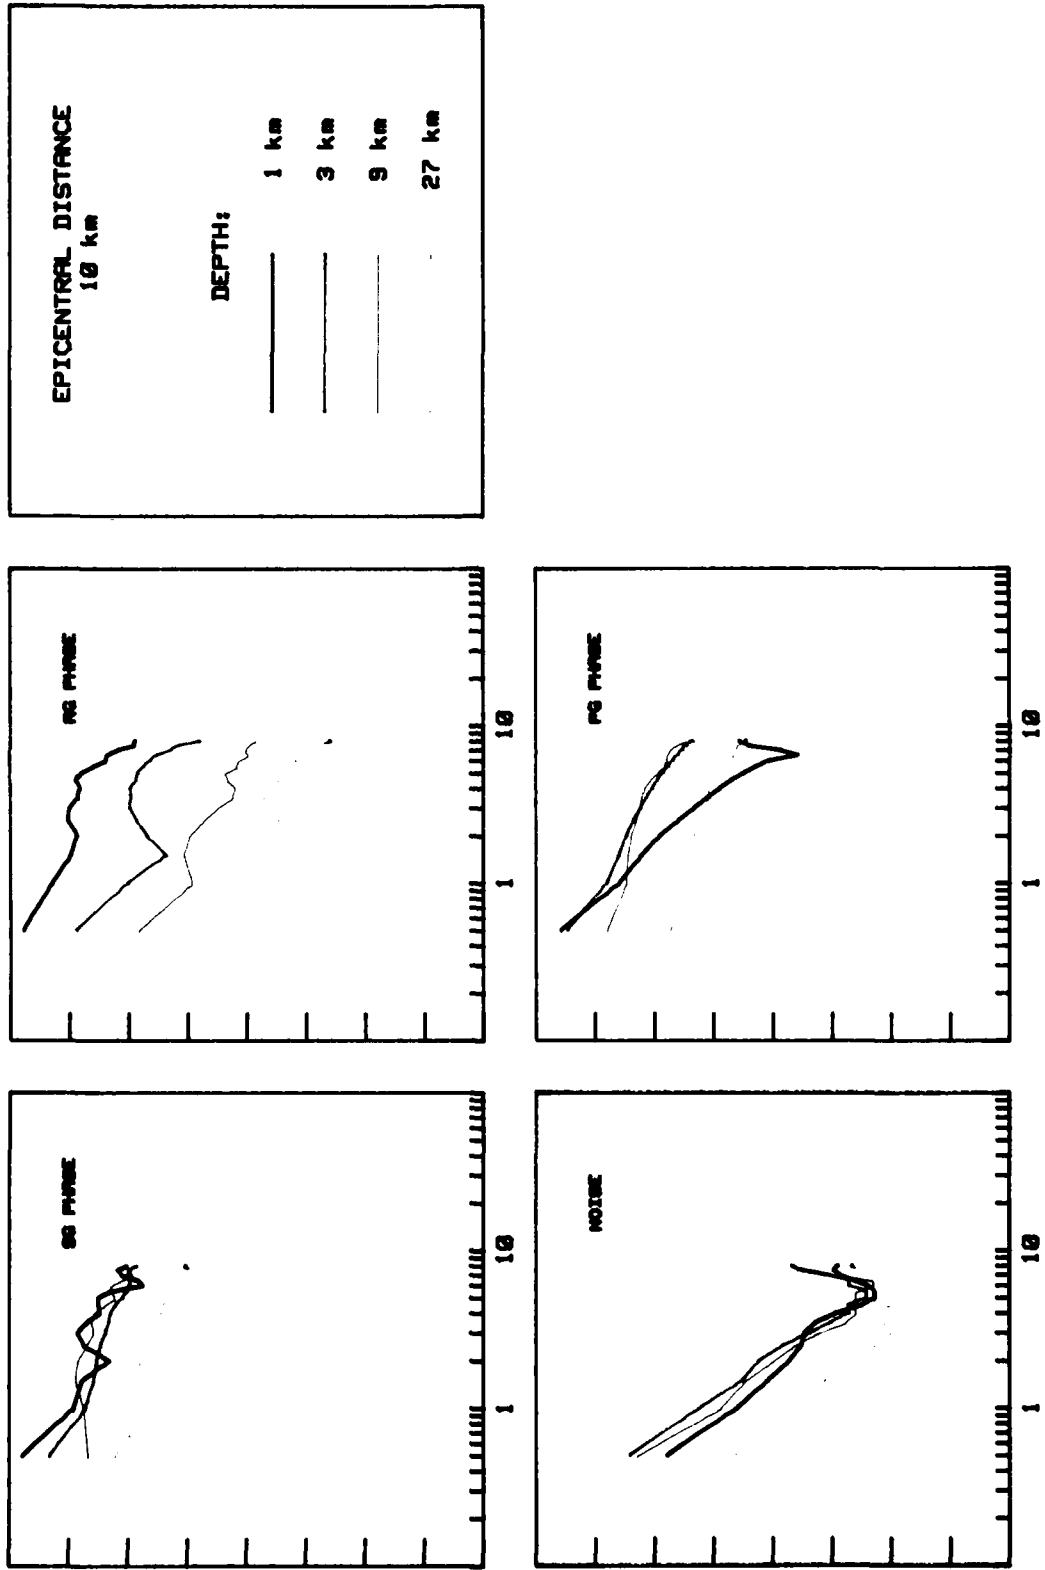 EPICENTRAL DISTANCE
10 km
DEPTH:
1 km
3 km
9 km
27 km
RG PHASE
1
10
PG PHASE
1
10
SG PHASE
1
10
NOISE
1
10